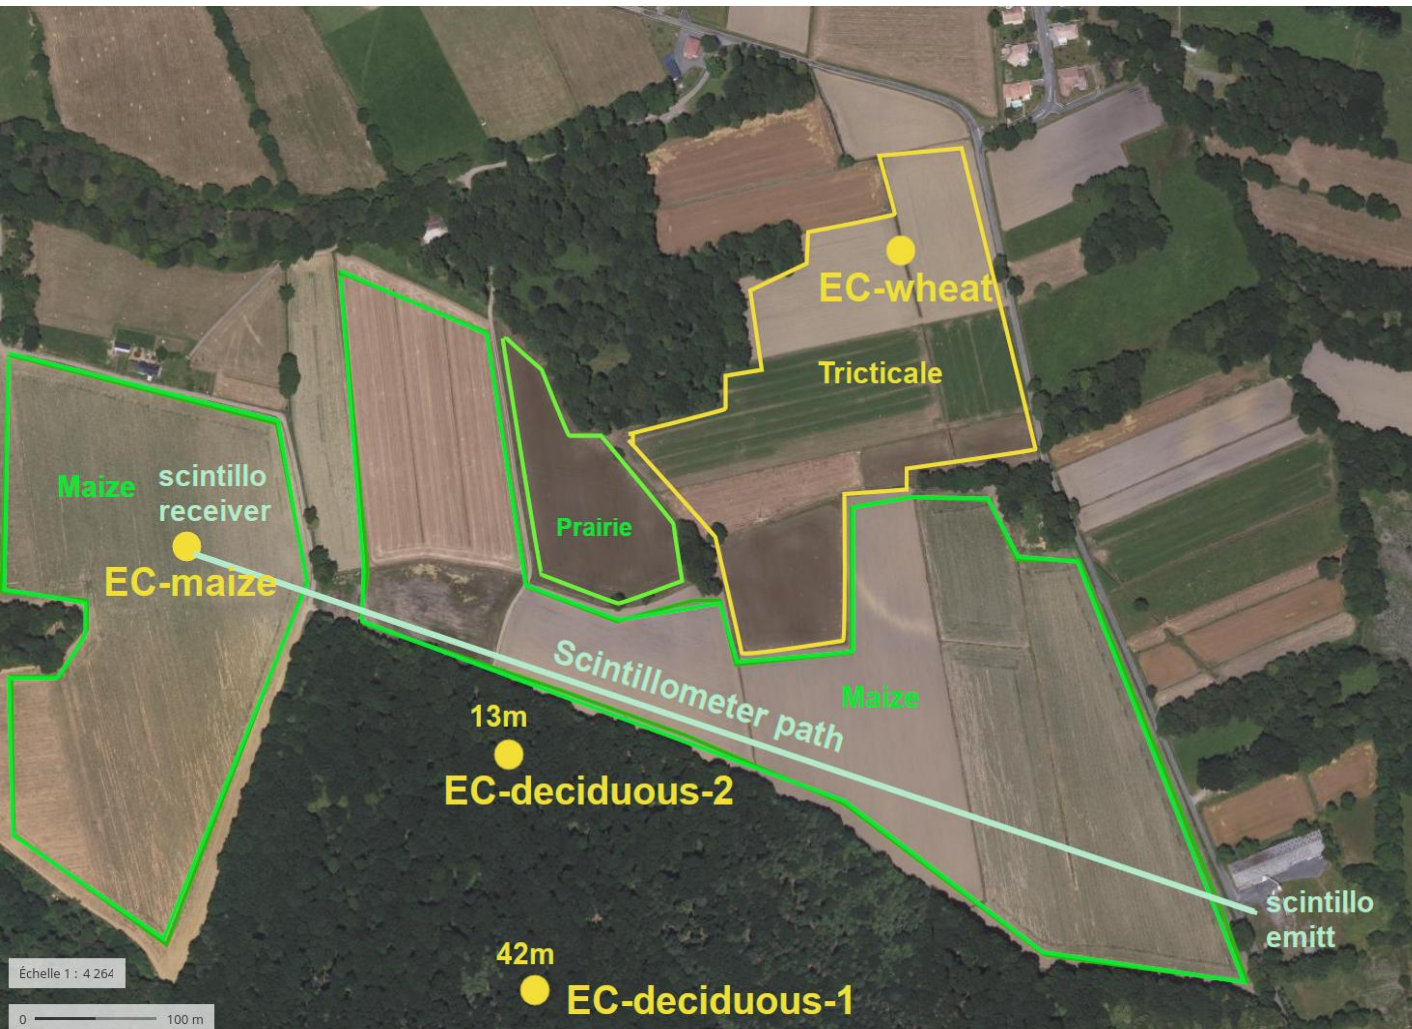 EC-wheat
Tricticale
scintillo
receiver
Maize
EC-maize
Prairie
Scintillometer path
Maize
13m
EC-deciduous-2
scintillo
emitt
42m
EC-deciduous-1
Échelle 1 : 4 264
0 100 m